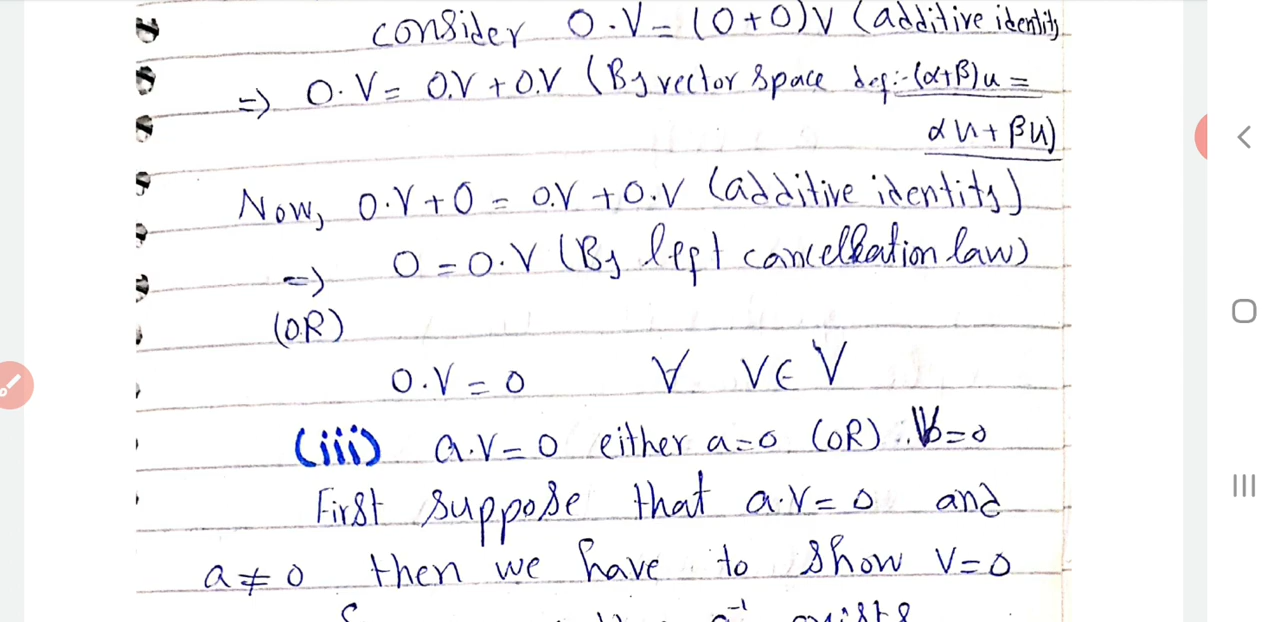 consider 0.V = (0+0)V (additive identity
=> 0.V = 0.V + 0.V (By vector space def:- (α+β)u =
αu + βu)
Now, 0.V + 0 = 0.V + 0.V (additive identity)
=> 0 = 0.V (By left cancellation law)
(OR)
0.V = 0 ∀ V ∈ V
(iii) a.V = 0 either a=0 (OR) V=0
First suppose that a.V = 0 and
a ≠ 0 then we have to show V = 0
a⁻¹ exists